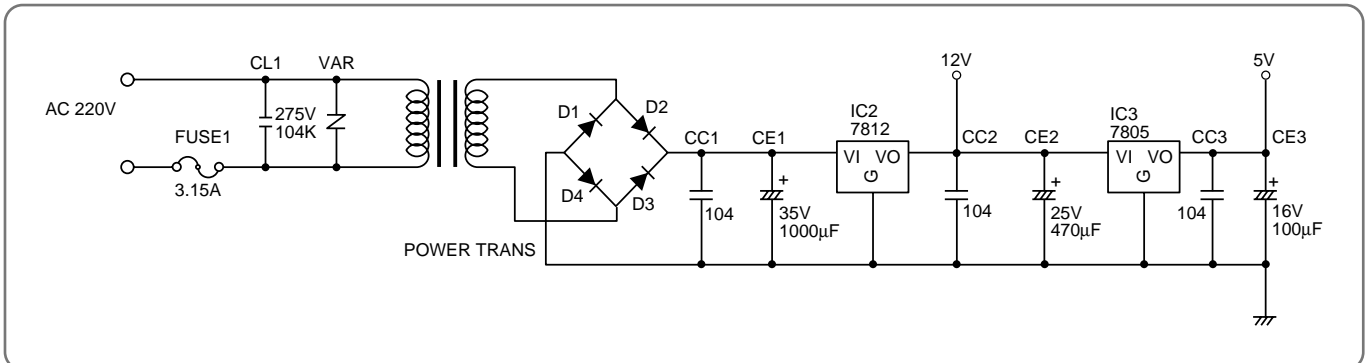 12V
5V
CL1
VAR
D1
D2
IC2
7812
IC3
7805
AC 220V
275V
104K
FUSE1
3.15A
D4
D3
CC1
CE1
VI
VO
G
CC2
CE2
VI
VO
G
CC3
CE3
104
+
35V
1000μF
104
+
25V
470μF
104
+
16V
100μF
POWER TRANS